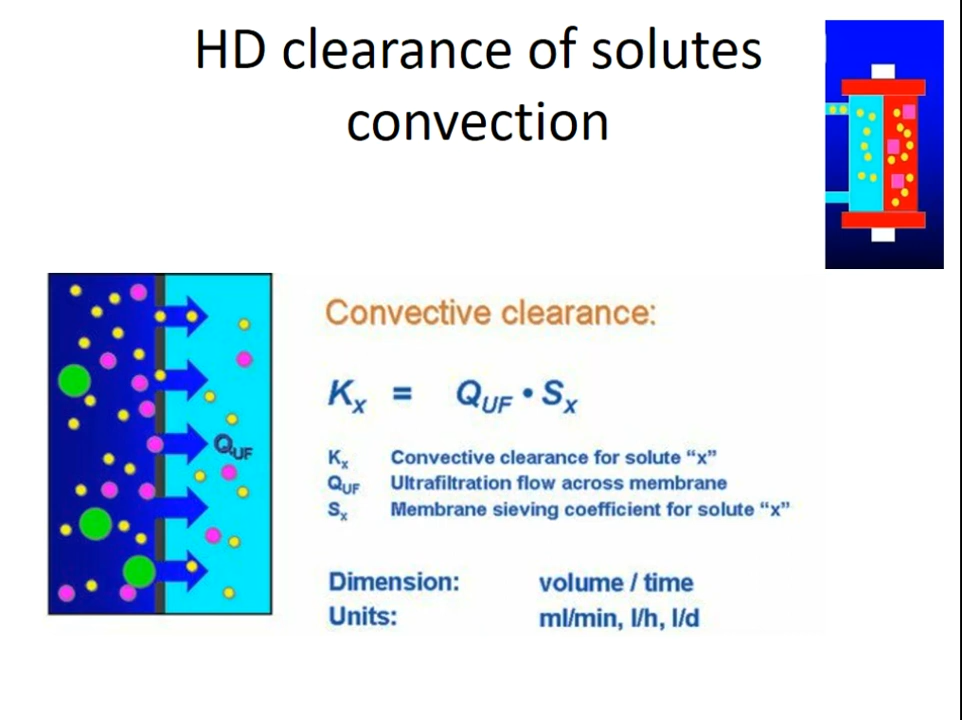 HD clearance of solutes
convection
Convective clearance:
Kx = QUF • Sx
QUF
Kx Convective clearance for solute “x”
QUF Ultrafiltration flow across membrane
Sx Membrane sieving coefficient for solute “x”
Dimension: volume / time
Units: ml/min, l/h, l/d